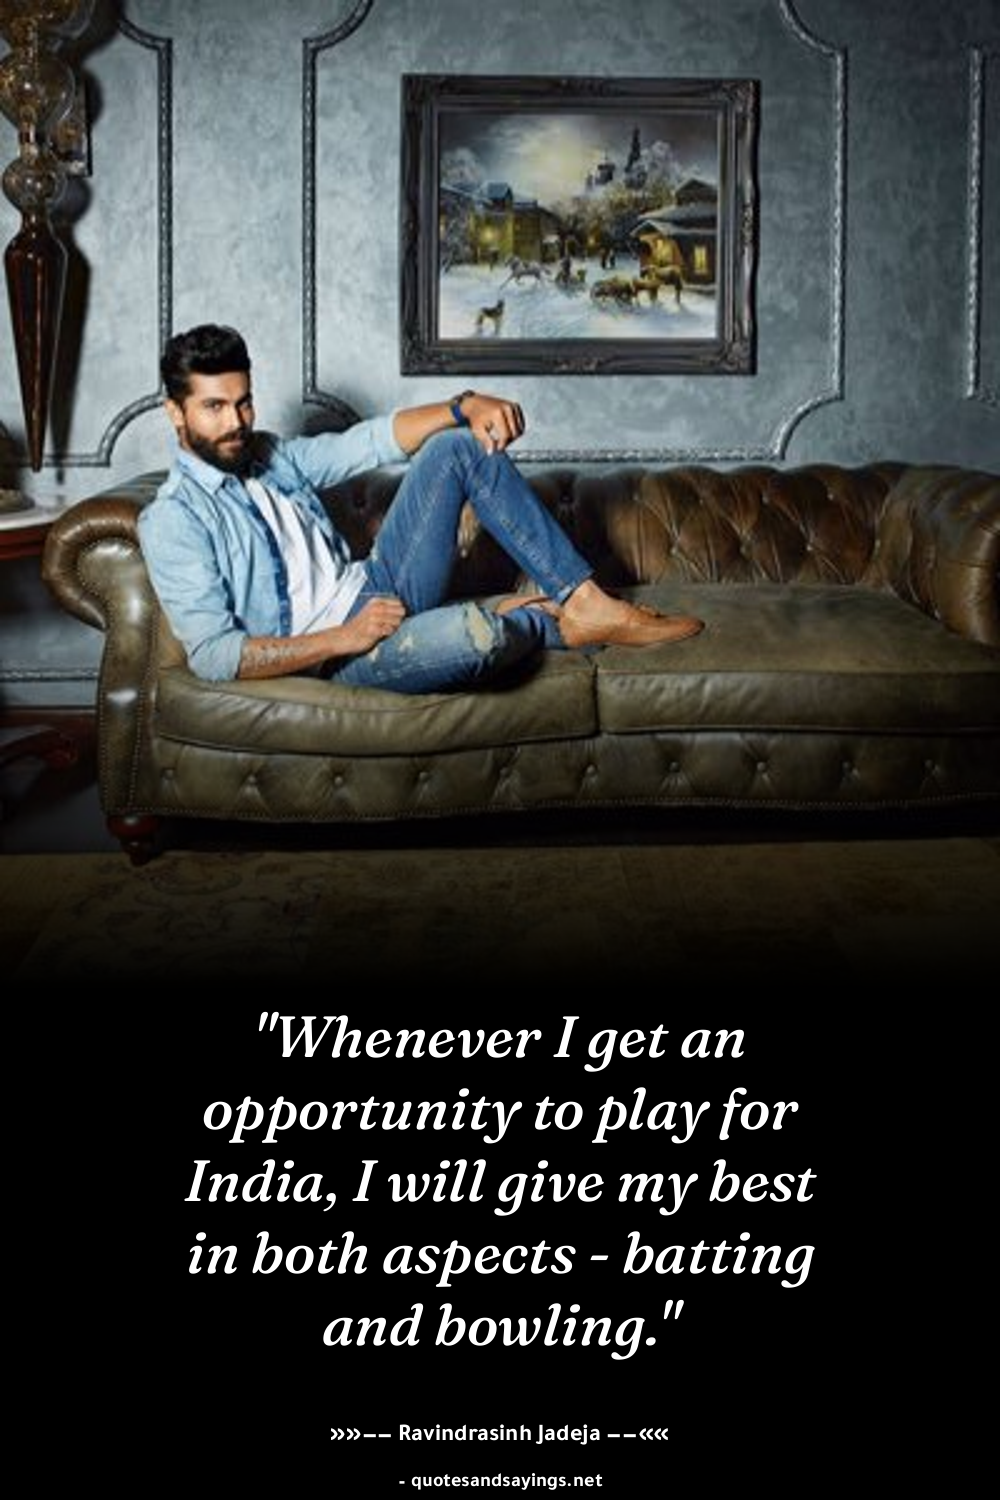 "Whenever I get an
opportunity to play for
India, I will give my best
in both aspects - batting
and bowling."
»»–– Ravindrasinh Jadeja ––««
- quotesandsayings.net